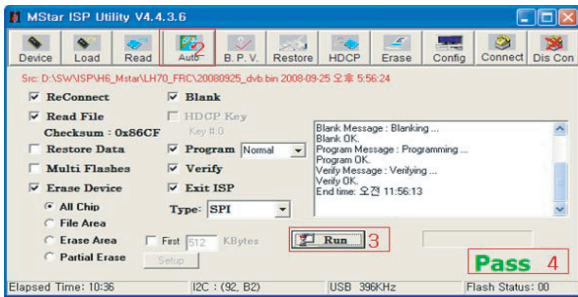 MStar ISP Utility V4.4.3.6
Device Load Read Auto 2 B. P. V. Restore HDCP Erase Config Connect Dis Con
Src: D:\SW\ISP\H6_Mstar\LH70_FRC\20080925_dvb.bin 2008-09-25 오후 5:56:24
ReConnect Blank
Read File HDCP Key
Checksum : 0x86CF Key #:0
Restore Data Program Normal
Multi Flashes Verify
Erase Device Exit ISP
All Chip Type: SPI
File Area
Erase Area First 512 KBytes
Partial Erase Setup
Blank Message : Blanking ...
Blank OK.
Program Message : Programming ...
Program OK.
Verify Message : Verifying ...
Verify OK.
End time: 오전 11:56:13
Run 3
Pass 4
Elapsed Time: 10:36 I2C : (92, B2) USB 396KHz Flash Status: 00